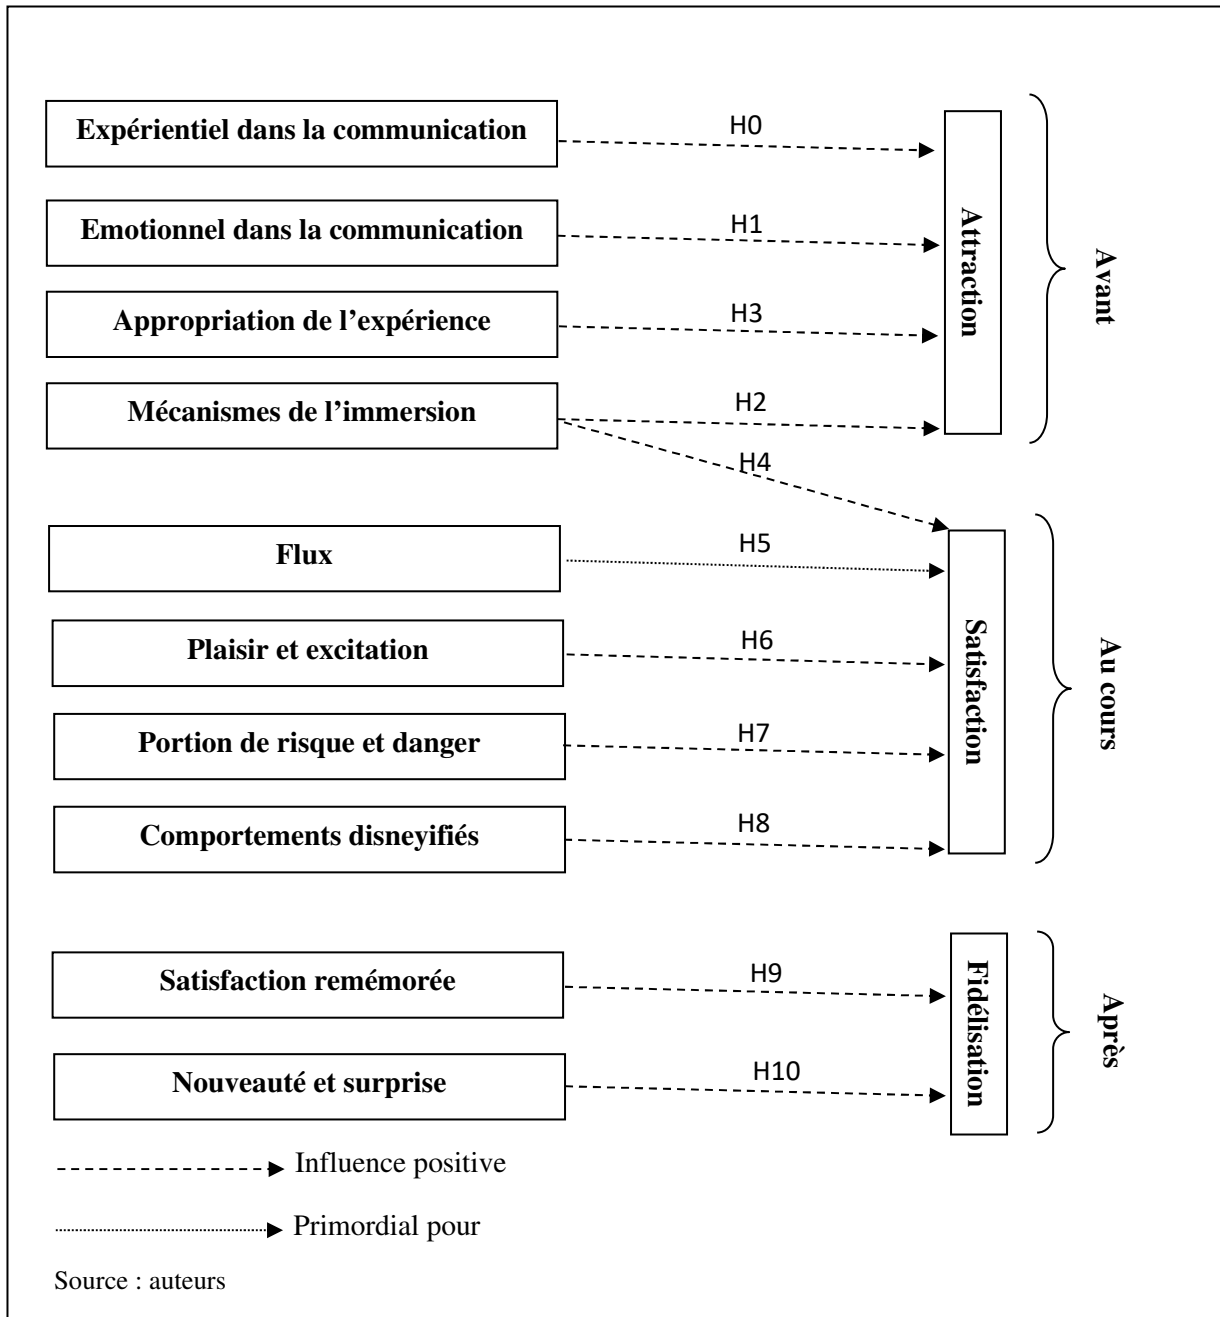 Expérientiel dans la communication
H0
Emotionnel dans la communication
H1
Appropriation de l’expérience
H3
Mécanismes de l’immersion
H2
H4
Attraction
Avant
Flux
H5
Plaisir et excitation
H6
Portion de risque et danger
H7
Comportements disneyifiés
H8
Satisfaction
Au cours
Satisfaction remémorée
H9
Nouveauté et surprise
H10
Fidélisation
Après
Influence positive
Primordial pour
Source : auteurs